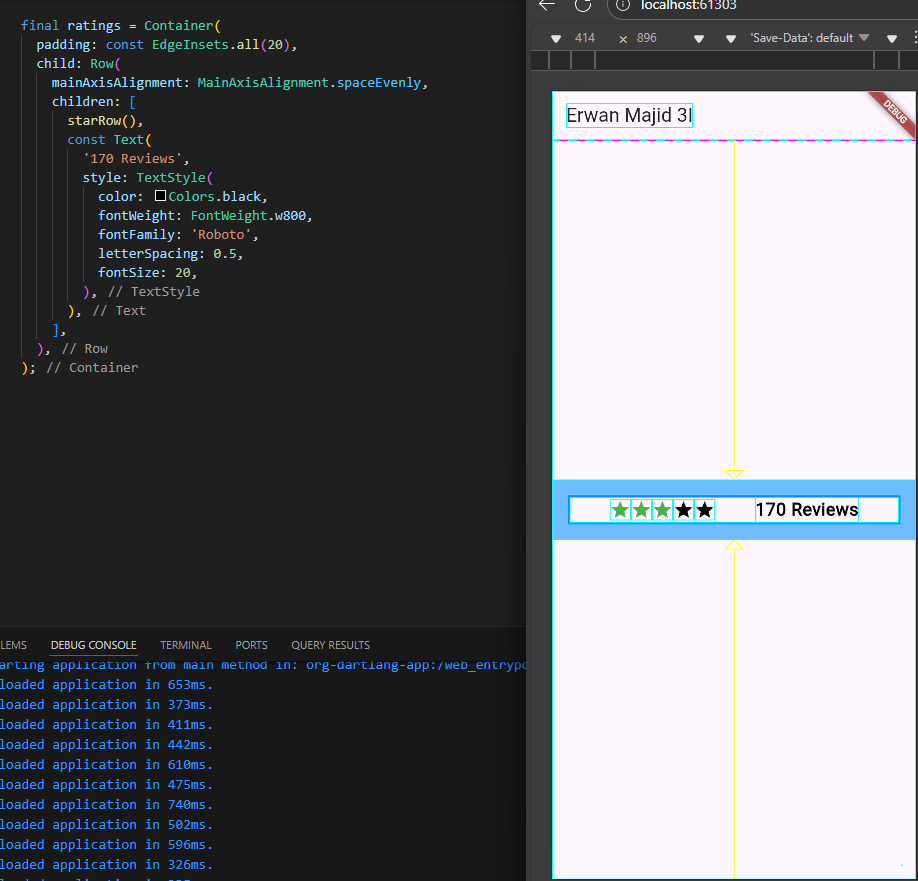 final ratings = Container(
padding: const EdgeInsets.all(20),
child: Row(
mainAxisAlignment: MainAxisAlignment.spaceEvenly,
children: [
starRow(),
const Text(
'170 Reviews',
style: TextStyle(
color: Colors.black,
fontWeight: FontWeight.w800,
fontFamily: 'Roboto',
letterSpacing: 0.5,
fontSize: 20,
), // TextStyle
), // Text
],
), // Row
); // Container
LEMS DEBUG CONSOLE TERMINAL PORTS QUERY RESULTS
arting application from main method in: org-dartlang-app:/web_entrypo
loaded application in 653ms.
loaded application in 373ms.
loaded application in 411ms.
loaded application in 442ms.
loaded application in 610ms.
loaded application in 475ms.
loaded application in 740ms.
loaded application in 502ms.
loaded application in 596ms.
loaded application in 326ms.
localhost:61303
414 × 896 'Save-Data': default
Erwan Majid 3I
DEBUG
170 Reviews